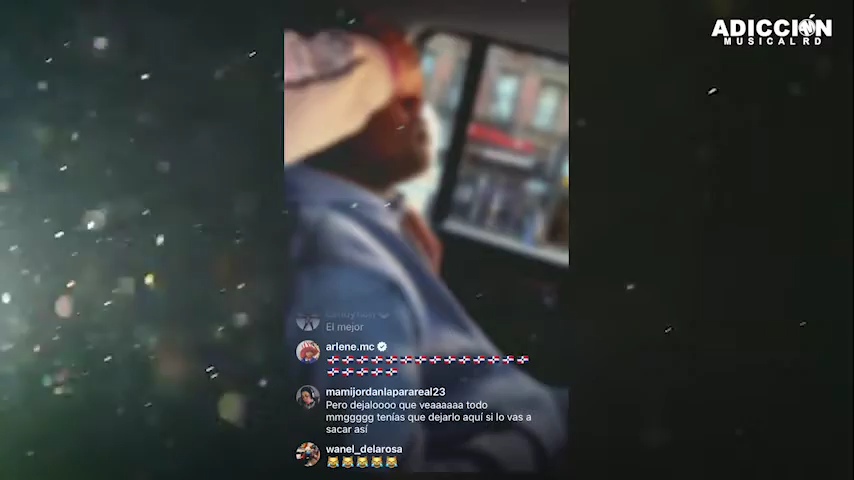 ADICCIÓN
MUSICAL RD
El mejor
arlene.mc
🇩🇴🇩🇴🇩🇴🇩🇴🇩🇴🇩🇴🇩🇴🇩🇴🇩🇴🇩🇴🇩🇴🇩🇴🇩🇴🇩🇴
🇩🇴🇩🇴🇩🇴🇩🇴🇩🇴
mamijordanlaparareal23
Pero dejaloooo que veaaaaaa todo
mmggggg tenías que dejarlo aquí si lo vas a
sacar así
wanel_delarosa
😹😹😹😹😹